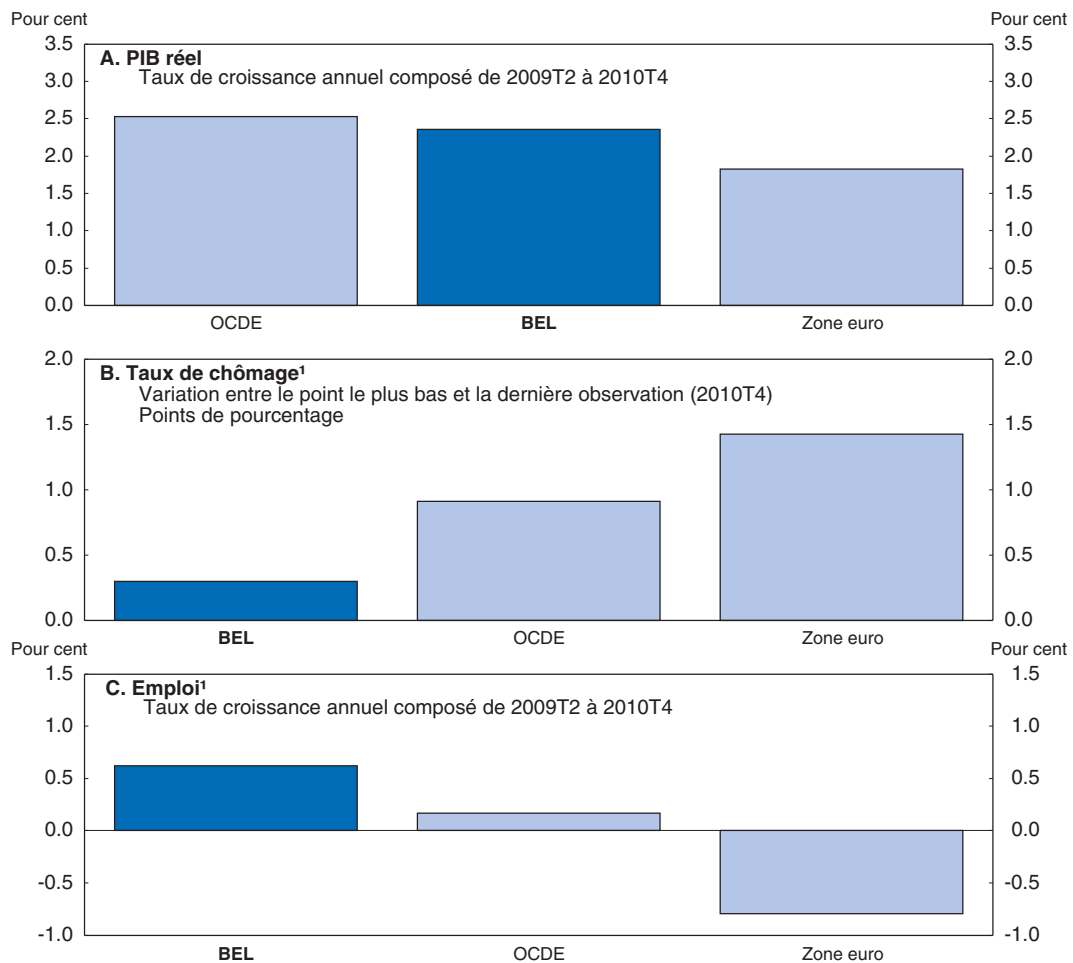 Pour cent Pour cent
A. PIB réel
Taux de croissance annuel composé de 2009T2 à 2010T4
3.5 3.5
3.0 3.0
2.5 2.5
2.0 2.0
1.5 1.5
1.0 1.0
0.5 0.5
0.0 0.0
OCDE BEL Zone euro
B. Taux de chômage¹
Variation entre le point le plus bas et la dernière observation (2010T4)
Points de pourcentage
2.0 2.0
1.5 1.5
1.0 1.0
0.5 0.5
0.0 0.0
BEL OCDE Zone euro
Pour cent Pour cent
C. Emploi¹
Taux de croissance annuel composé de 2009T2 à 2010T4
1.5 1.5
1.0 1.0
0.5 0.5
0.0 0.0
-0.5 -0.5
-1.0 -1.0
BEL OCDE Zone euro